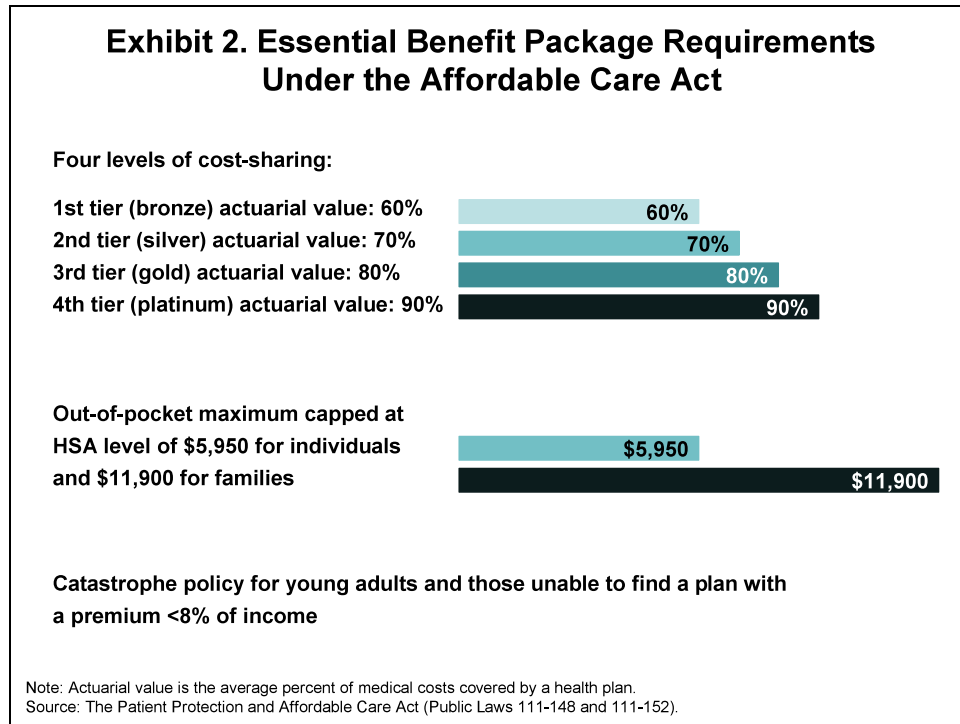 Exhibit 2. Essential Benefit Package Requirements
Under the Affordable Care Act
Four levels of cost-sharing:
1st tier (bronze) actuarial value: 60%
60%
2nd tier (silver) actuarial value: 70%
70%
3rd tier (gold) actuarial value: 80%
80%
4th tier (platinum) actuarial value: 90%
90%
Out-of-pocket maximum capped at
HSA level of $5,950 for individuals
$5,950
and $11,900 for families
$11,900
Catastrophe policy for young adults and those unable to find a plan with
a premium <8% of income
Note: Actuarial value is the average percent of medical costs covered by a health plan.
Source: The Patient Protection and Affordable Care Act (Public Laws 111-148 and 111-152).